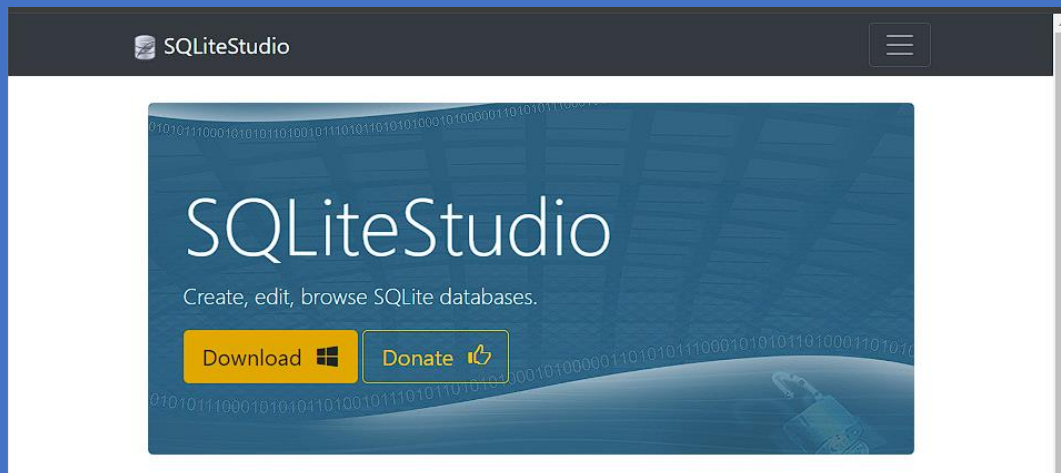 SQLiteStudio
SQLiteStudio
Create, edit, browse SQLite databases.
Download
Donate